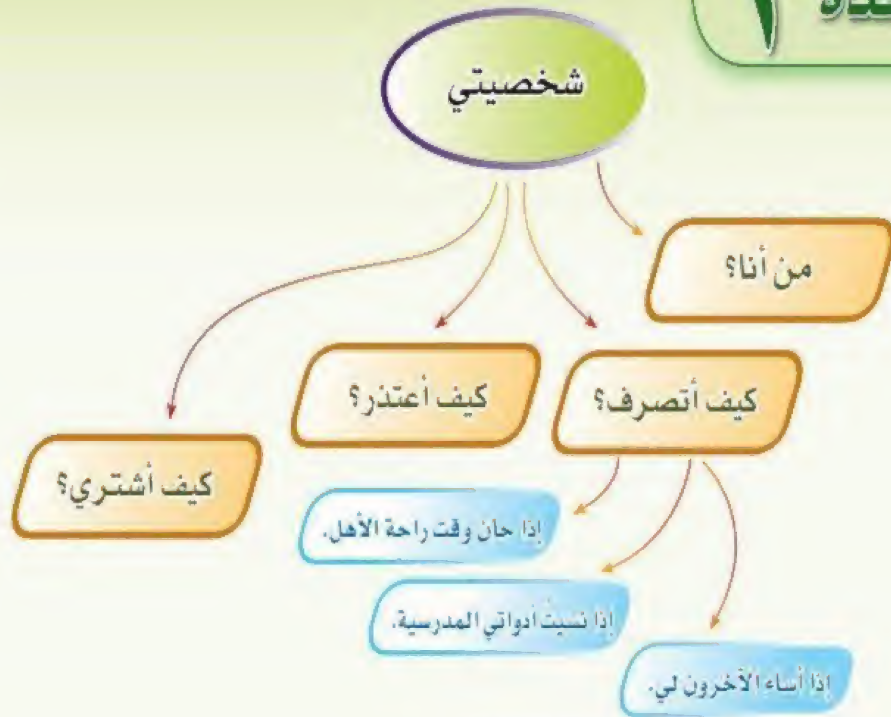 ١
شخصيتي
من أنا؟
كيف أتصرف؟
كيف أعتذر؟
كيف أشتري؟
إذا حان وقت راحة الأهل.
إذا نسيت أدواتي المدرسية.
إذا أساء الآخرون لي.